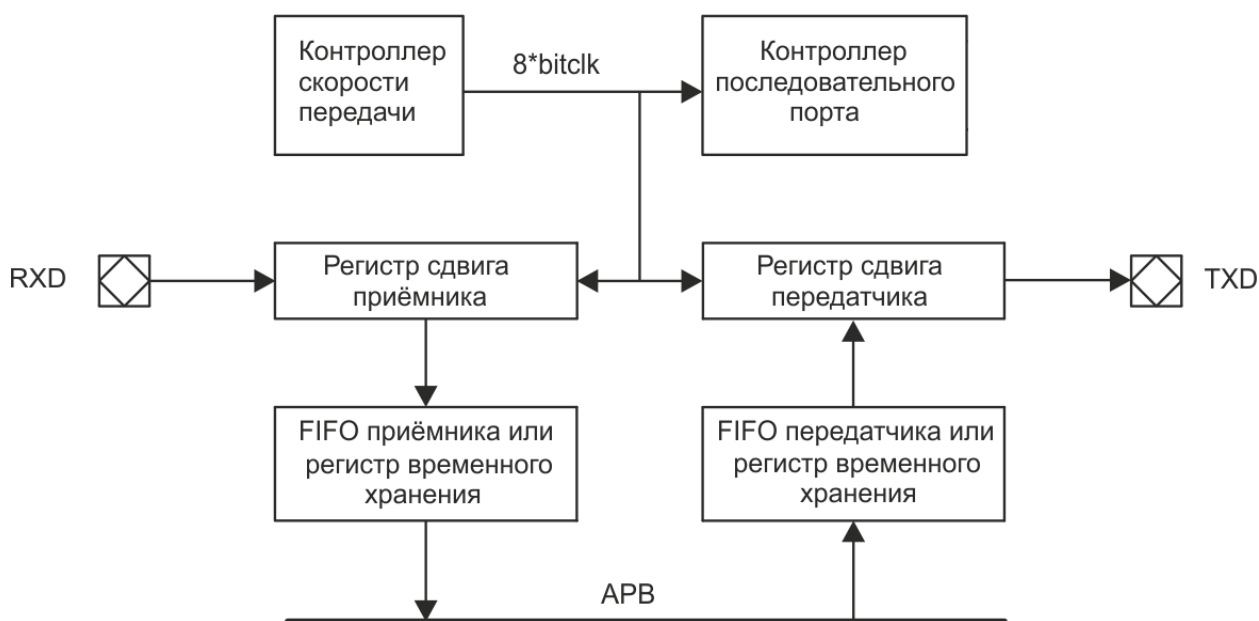 Контроллер
скорости
передачи
8*bitclk
Контроллер
последовательного
порта
RXD
Регистр сдвига
приёмника
Регистр сдвига
передатчика
TXD
FIFO приёмника или
регистр временного
хранения
FIFO передатчика или
регистр временного
хранения
APB